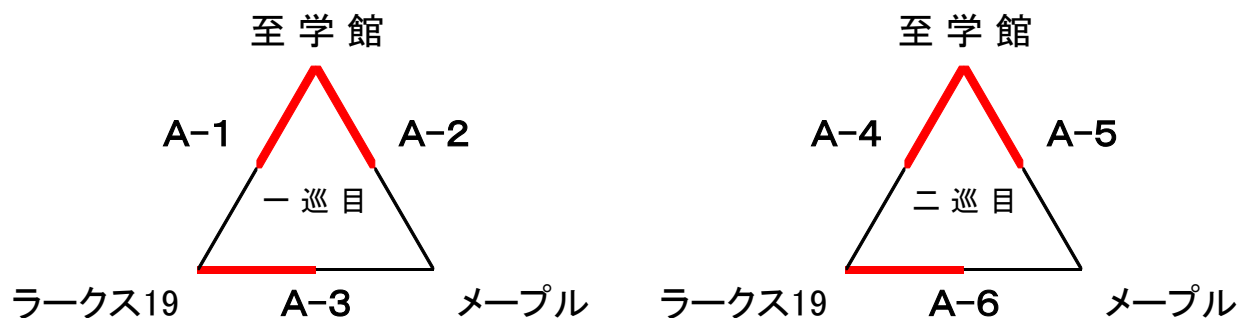 至学館
A-1
A-2
一巡目
ラークス19
A-3
メープル
至学館
A-4
A-5
二巡目
ラークス19
A-6
メープル